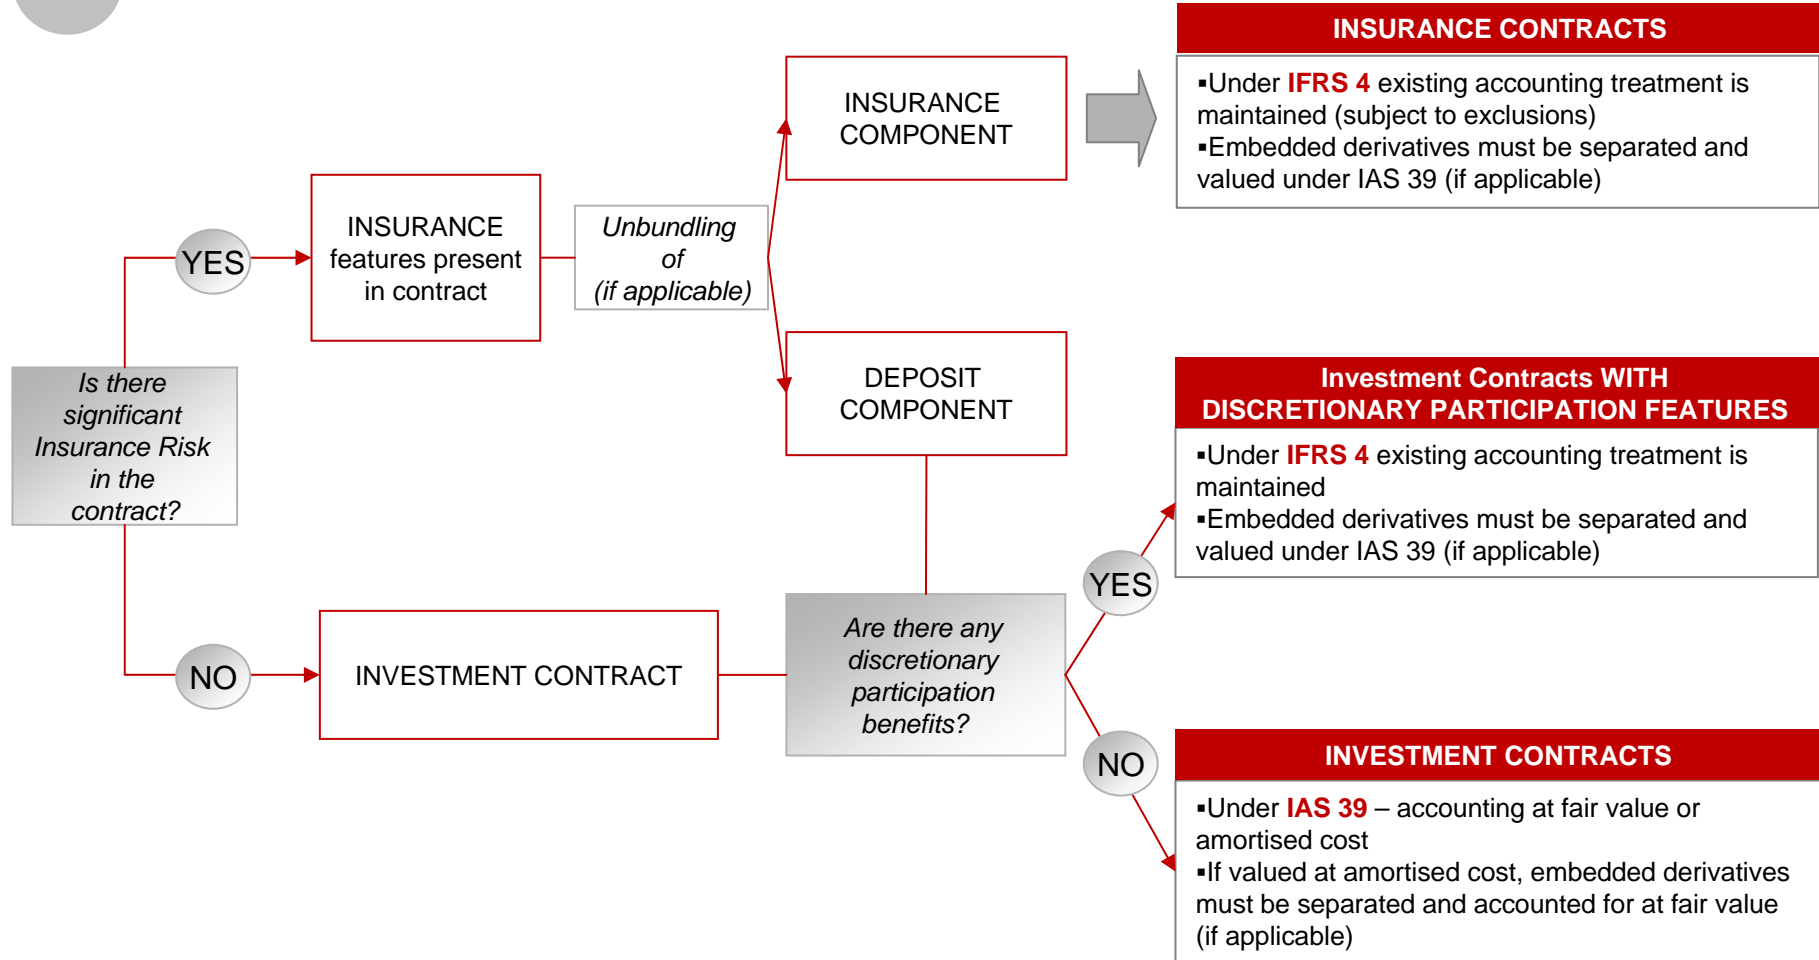 INSURANCE CONTRACTS
▪Under IFRS 4 existing accounting treatment is
maintained (subject to exclusions)
▪Embedded derivatives must be separated and
valued under IAS 39 (if applicable)
INSURANCE
COMPONENT
YES
INSURANCE
features present
in contract
Unbundling
of
(if applicable)
Is there
significant
Insurance Risk
in the
contract?
DEPOSIT
COMPONENT
Investment Contracts WITH
DISCRETIONARY PARTICIPATION FEATURES
▪Under IFRS 4 existing accounting treatment is
maintained
▪Embedded derivatives must be separated and
valued under IAS 39 (if applicable)
YES
NO
INVESTMENT CONTRACT
Are there any
discretionary
participation
benefits?
NO
INVESTMENT CONTRACTS
▪Under IAS 39 – accounting at fair value or
amortised cost
▪If valued at amortised cost, embedded derivatives
must be separated and accounted for at fair value
(if applicable)